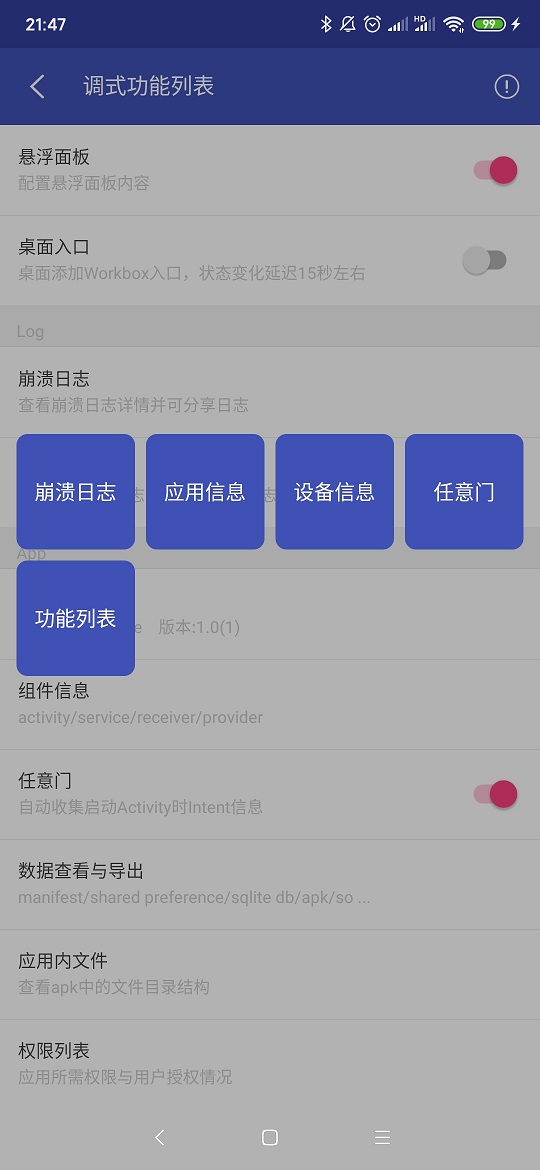 21:47
HD
99
调式功能列表
悬浮面板
配置悬浮面板内容
桌面入口
桌面添加Workbox入口，状态变化延迟15秒左右
Log
崩溃日志
查看崩溃日志详情并可分享日志
崩溃日志
应用信息
设备信息
任意门
App
功能列表
版本:1.0(1)
组件信息
activity/service/receiver/provider
任意门
自动收集启动Activity时Intent信息
数据查看与导出
manifest/shared preference/sqlite db/apk/so ...
应用内文件
查看apk中的文件目录结构
权限列表
应用所需权限与用户授权情况